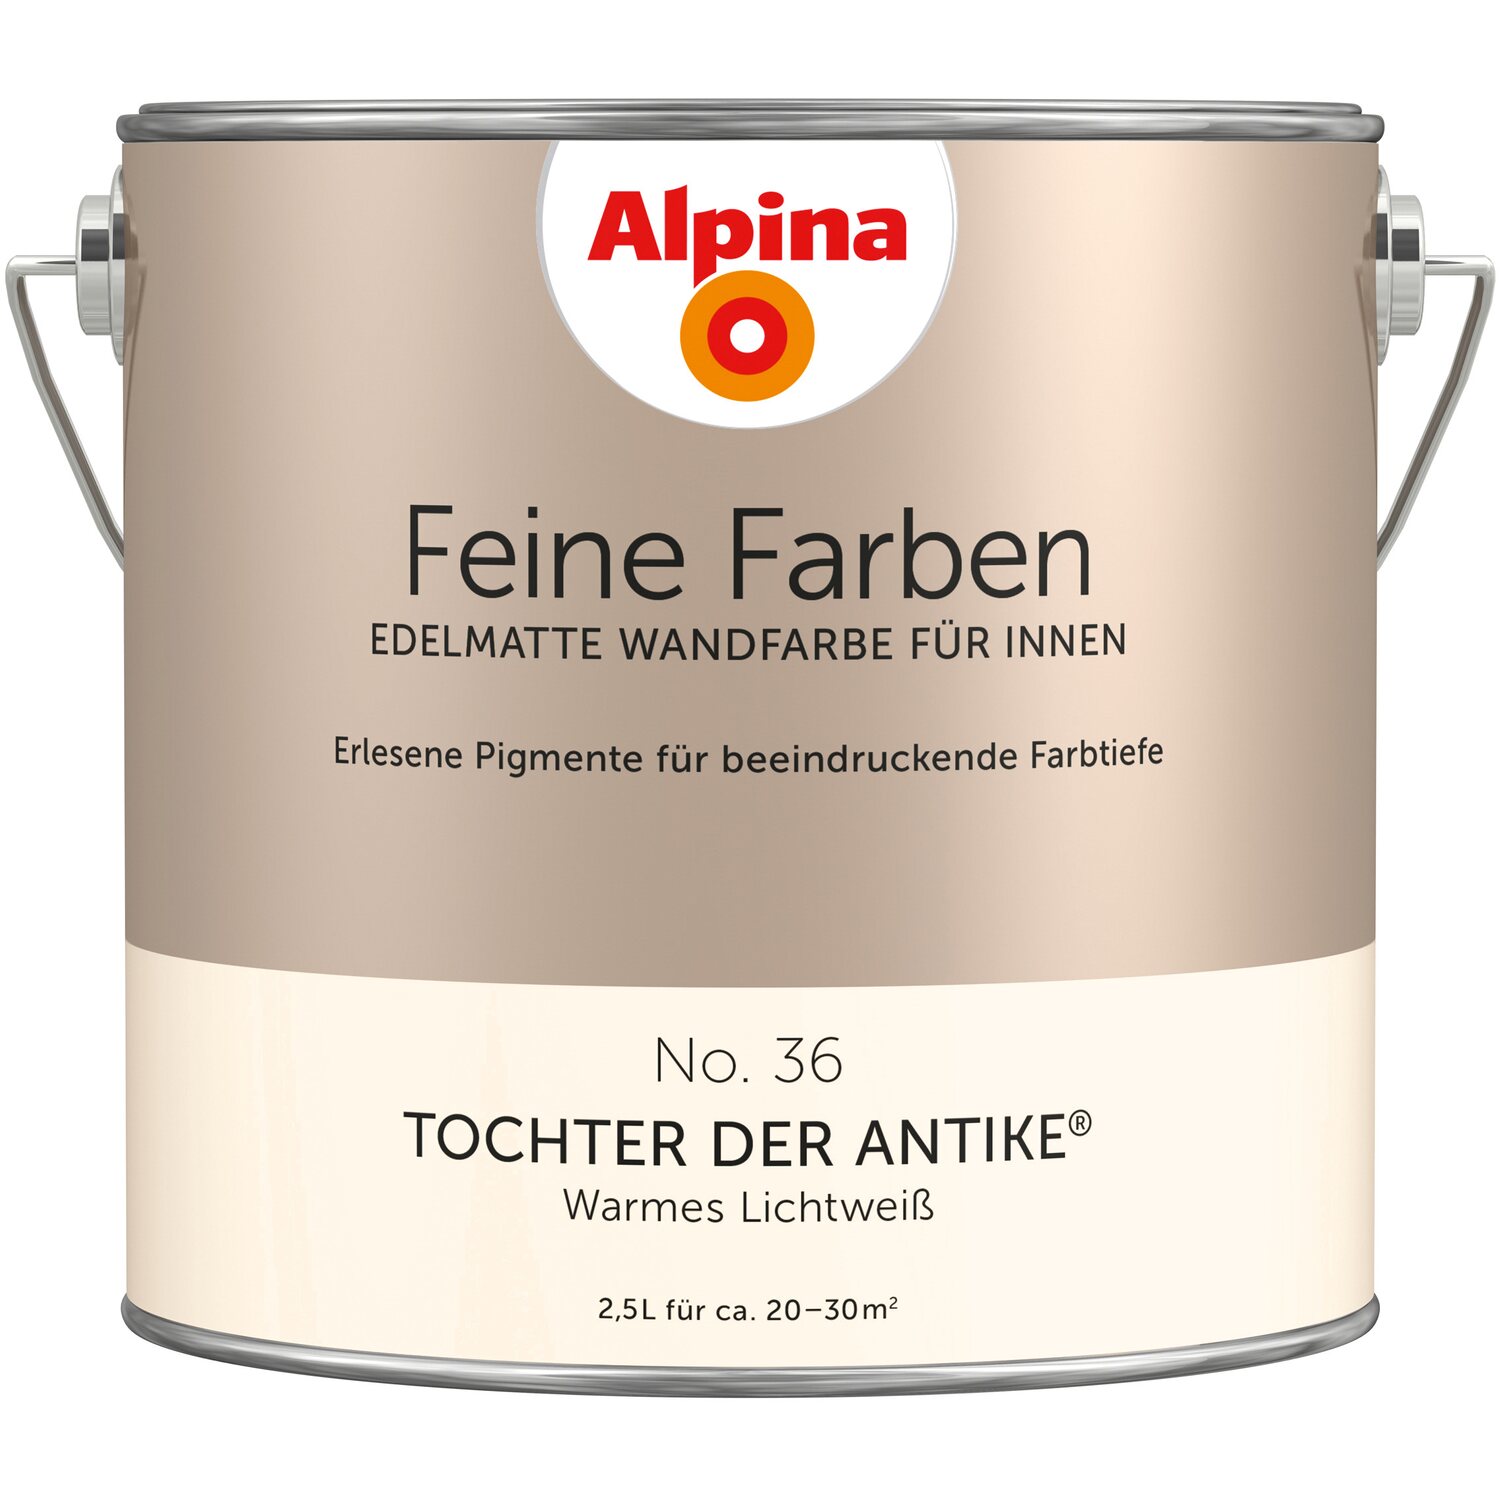 Alpina
Feine Farben
EDELMATTE WANDFARBE FÜR INNEN
Erlesene Pigmente für beeindruckende Farbtiefe
No. 36
TOCHTER DER ANTIKE®
Warmes Lichtweiß
2,5L für ca. 20–30m²